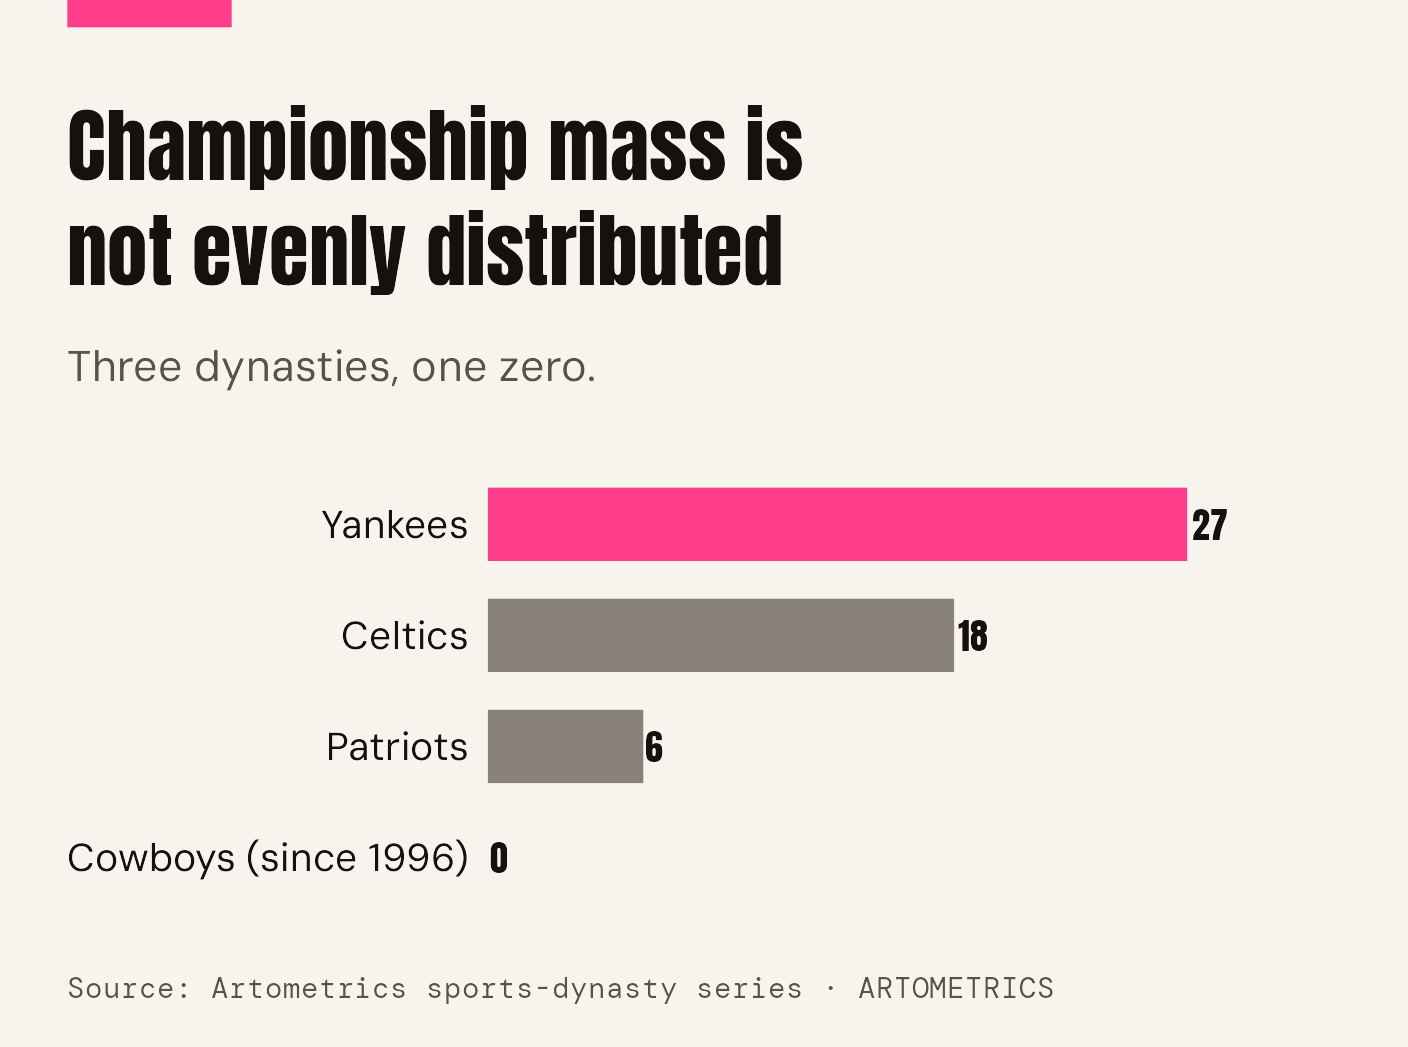 Championship mass is
not evenly distributed
Three dynasties, one zero.
Yankees 27
Celtics 18
Patriots 6
Cowboys (since 1996) 0
Source: Artometrics sports-dynasty series · ARTOMETRICS